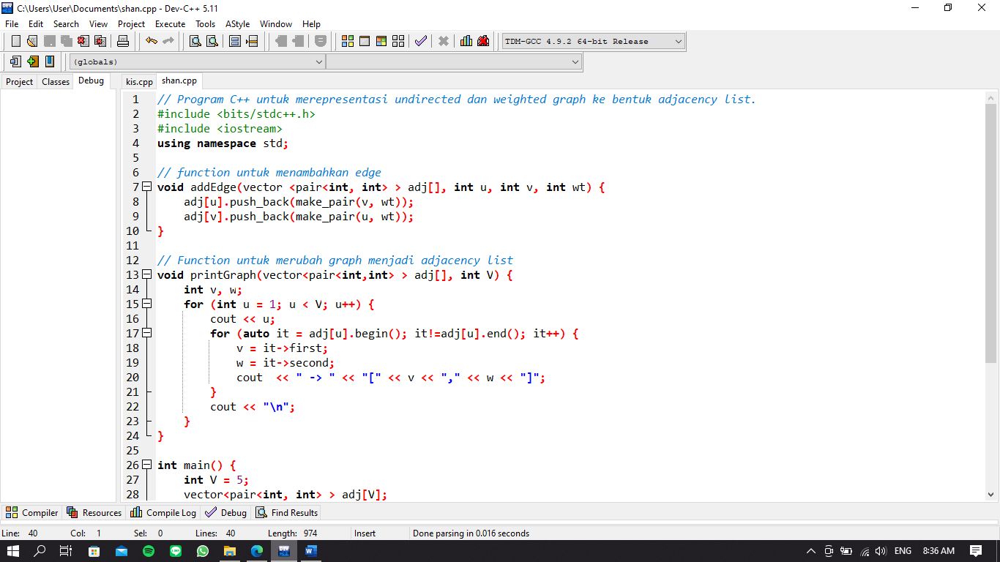 C:\Users\User\Documents\shan.cpp - Dev-C++ 5.11
File Edit Search View Project Execute Tools AStyle Window Help
TDM-GCC 4.9.2 64-bit Release
(globals)
Project Classes Debug kis.cpp shan.cpp
1 // Program C++ untuk merepresentasi undirected dan weighted graph ke bentuk adjacency list.
2 #include <bits/stdc++.h>
3 #include <iostream>
4 using namespace std;
5
6 // function untuk menambahkan edge
7 void addEdge(vector <pair<int, int> > adj[], int u, int v, int wt) {
8 adj[u].push_back(make_pair(v, wt));
9 adj[v].push_back(make_pair(u, wt));
10 }
11
12 // Function untuk merubah graph menjadi adjacency list
13 void printGraph(vector<pair<int,int> > adj[], int V) {
14 int v, w;
15 for (int u = 1; u < V; u++) {
16 cout << u;
17 for (auto it = adj[u].begin(); it!=adj[u].end(); it++) {
18 v = it->first;
19 w = it->second;
20 cout  << " -> " << "[" << v << "," << w << "]";
21 }
22 cout << "\n";
23 }
24 }
25
26 int main() {
27 int V = 5;
28 vector<pair<int, int> > adj[V];
Compiler Resources Compile Log Debug Find Results
Line: 40 Col: 1 Sel: 0 Lines: 40 Length: 974 Insert Done parsing in 0.016 seconds
ENG 8:36 AM